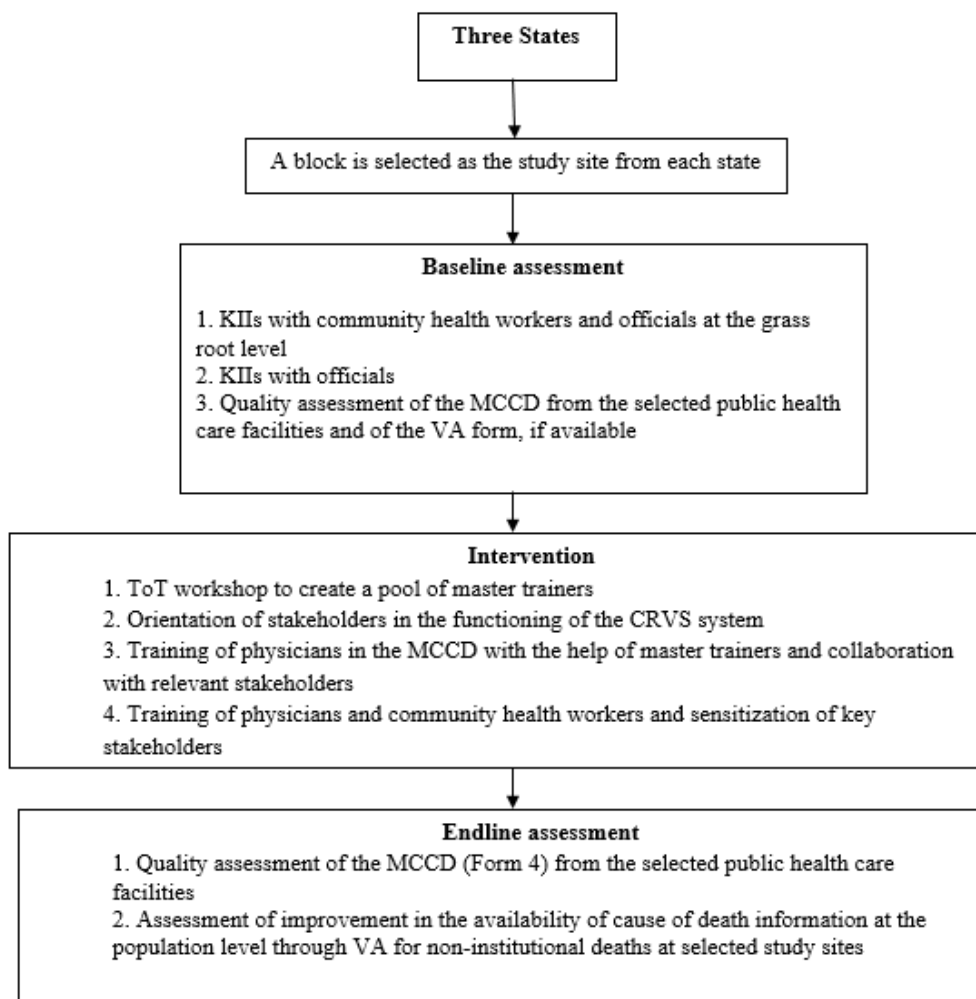 Three States
A block is selected as the study site from each state
Baseline assessment
1. KIIs with community health workers and officials at the grass
root level
2. KIIs with officials
3. Quality assessment of the MCCD from the selected public health
care facilities and of the VA form, if available
Intervention
1. ToT workshop to create a pool of master trainers
2. Orientation of stakeholders in the functioning of the CRVS system
3. Training of physicians in the MCCD with the help of master trainers and collaboration
with relevant stakeholders
4. Training of physicians and community health workers and sensitization of key
stakeholders
Endline assessment
1. Quality assessment of the MCCD (Form 4) from the selected public health care
facilities
2. Assessment of improvement in the availability of cause of death information at the
population level through VA for non-institutional deaths at selected study sites